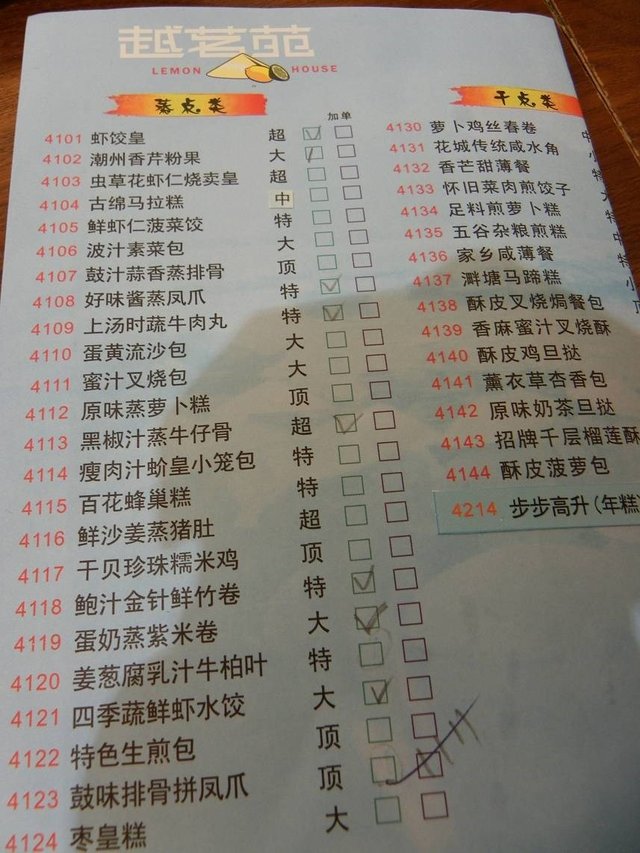 越茗苑
LEMON HOUSE
蒸点类
加单
4101 虾饺皇 超
4102 潮州香芹粉果 大
4103 虫草花虾仁烧卖皇 超
4104 古绵马拉糕 中
4105 鲜虾仁菠菜饺 特
4106 波汁素菜包 大
4107 鼓汁蒜香蒸排骨 顶
4108 好味酱蒸凤爪 特
4109 上汤时蔬牛肉丸 特
4110 蛋黄流沙包 大
4111 蜜汁叉烧包 大
4112 原味蒸萝卜糕 顶
4113 黑椒汁蒸牛仔骨 超
4114 瘦肉汁蚧皇小笼包 特
4115 百花蜂巢糕 特
4116 鲜沙姜蒸猪肚 超
4117 干贝珍珠糯米鸡 顶
4118 鲍汁金针鲜竹卷 特
4119 蛋奶蒸紫米卷 大
4120 姜葱腐乳汁牛柏叶 特
4121 四季蔬鲜虾水饺 大
4122 特色生煎包 顶
4123 鼓味排骨拼凤爪 顶
4124 枣皇糕 大
干点类
4130 萝卜鸡丝春卷
4131 花城传统咸水角
4132 香芒甜薄餐
4133 怀旧菜肉煎饺子
4134 足料煎萝卜糕
4135 五谷杂粮煎糕
4136 家乡咸薄餐
4137 泮塘马蹄糕
4138 酥皮叉烧焗餐包
4139 香麻蜜汁叉烧酥
4140 酥皮鸡旦挞
4141 薰衣草杏香包
4142 原味奶茶旦挞
4143 招牌千层榴莲酥
4144 酥皮菠萝包
4214 步步高升(年糕)